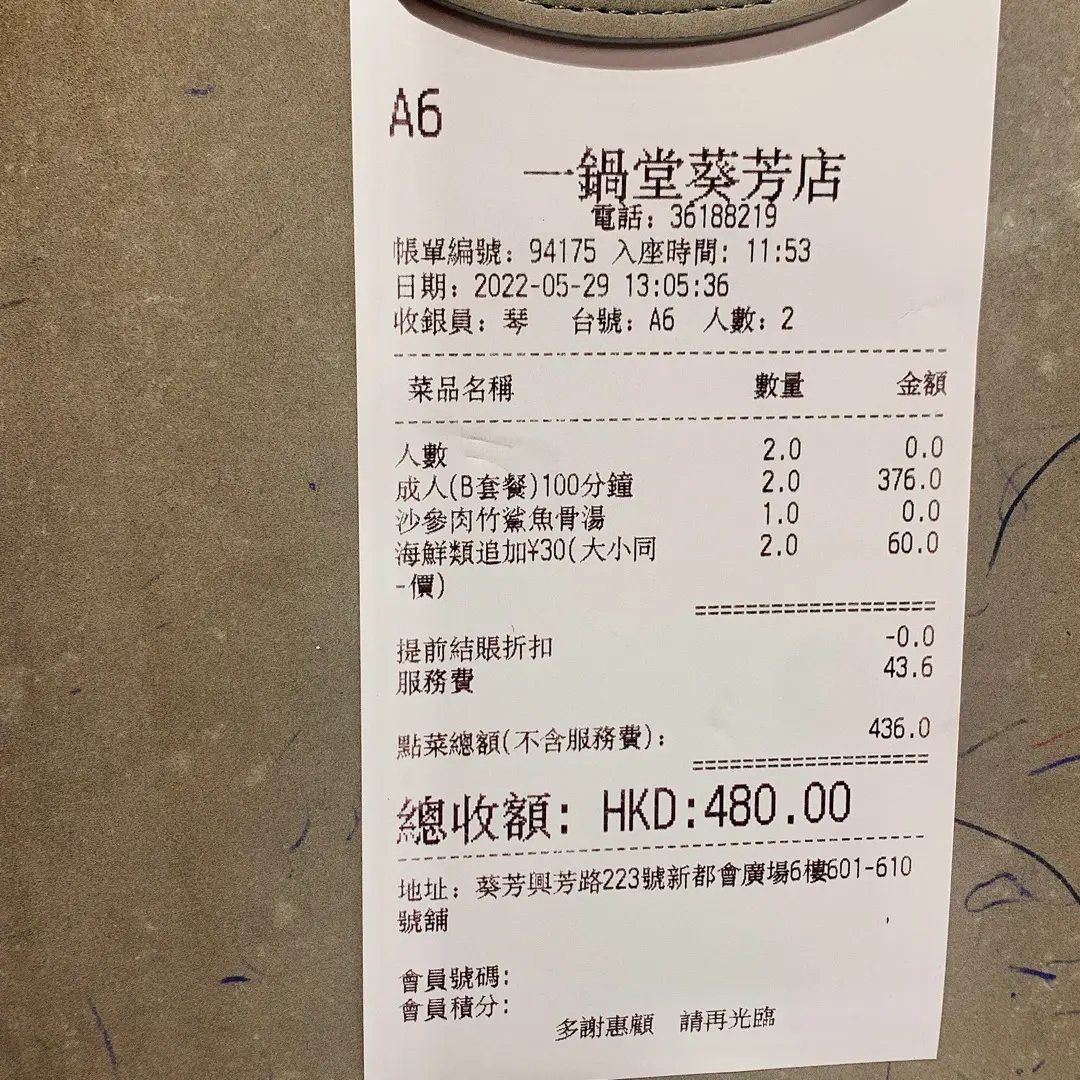 A6
一鍋堂葵芳店
電話：36188219
帳單編號：94175 入座時間：11:53
日期：2022-05-29 13:05:36
收銀員：琴 台號：A6 人數：2
菜品名稱 數量 金額
人數 2.0 0.0
成人(B套餐)100分鐘 2.0 376.0
沙參肉竹鯊魚骨湯 1.0 0.0
海鮮類追加¥30(大小同 2.0 60.0
-價)
提前結賬折扣 -0.0
服務費 43.6
點菜總額(不含服務費)： 436.0
總收額：HKD:480.00
地址：葵芳興芳路223號新都會廣場6樓601-610
號舖
會員號碼：
會員積分：
多謝惠顧 請再光臨